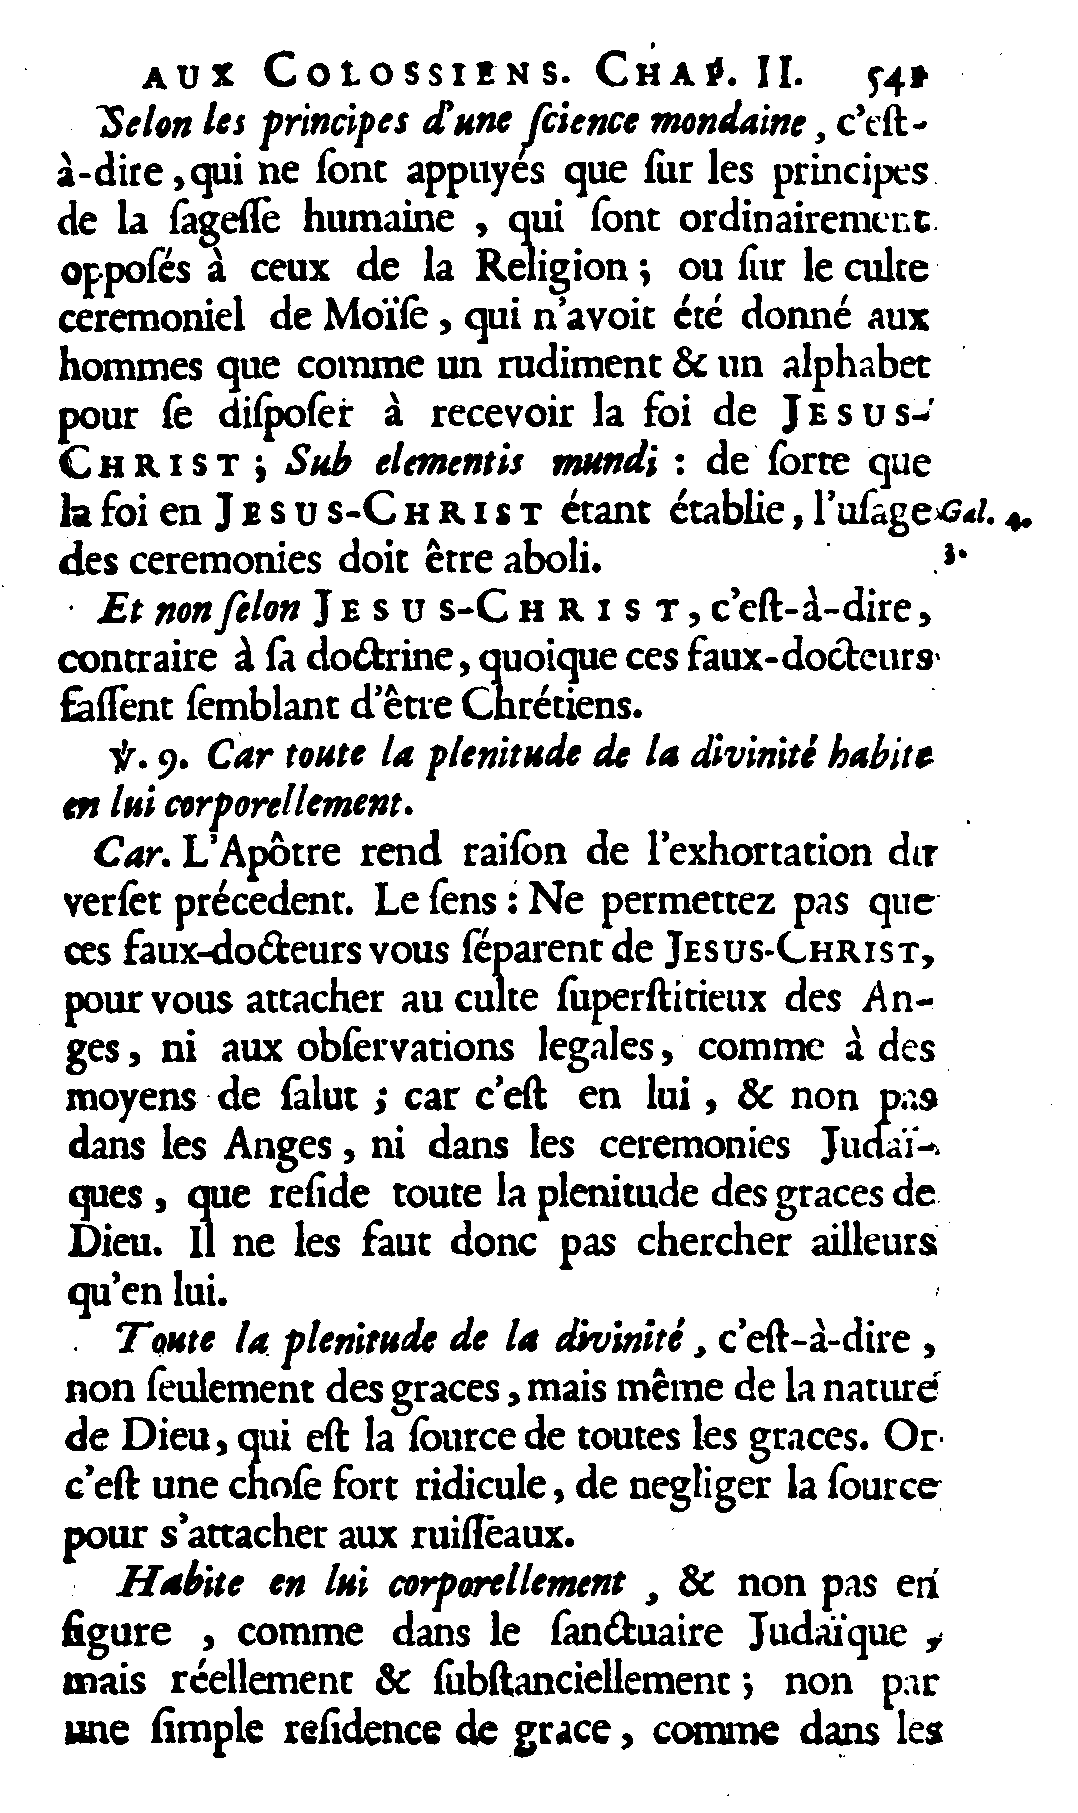 AUX COLOSSIENS. CHAP. II. 541
Selon les principes d'une ſcience mondaine, c'eſt-
à-dire, qui ne ſont appuyés que ſur les principes
de la ſageſſe humaine, qui ſont ordinairement
oppoſés à ceux de la Religion; ou ſur le culte
ceremoniel de Moïſe, qui n'avoit été donné aux
hommes que comme un rudiment & un alphabet
pour ſe diſpoſer à recevoir la foi de JESUS-
CHRIST; Sub elementis mundi : de ſorte que
la foi en JESUS-CHRIST étant établie, l'uſage Gal. 4.
des ceremonies doit être aboli. 3.
Et non ſelon JESUS-CHRIST, c'eſt-à-dire,
contraire à ſa doctrine, quoique ces faux-docteurs
faſſent ſemblant d'être Chrétiens.
℣. 9. Car toute la plenitude de la divinité habite
en lui corporellement.
Car. L'Apôtre rend raiſon de l'exhortation du
verſet précedent. Le ſens : Ne permettez pas que
ces faux-docteurs vous ſéparent de JESUS-CHRIST,
pour vous attacher au culte ſuperſtitieux des An-
ges, ni aux obſervations legales, comme à des
moyens de ſalut ; car c'eſt en lui, & non pas
dans les Anges, ni dans les ceremonies Judaï-
ques, que reſide toute la plenitude des graces de
Dieu. Il ne les faut donc pas chercher ailleurs
qu'en lui.
Toute la plenitude de la divinité, c'eſt-à-dire,
non ſeulement des graces, mais même de la nature
de Dieu, qui eſt la ſource de toutes les graces. Or
c'eſt une choſe fort ridicule, de negliger la ſource
pour s'attacher aux ruiſſeaux.
Habite en lui corporellement, & non pas en
figure, comme dans le ſanctuaire Judaïque,
mais réellement & ſubſtanciellement ; non par
une ſimple reſidence de grace, comme dans les